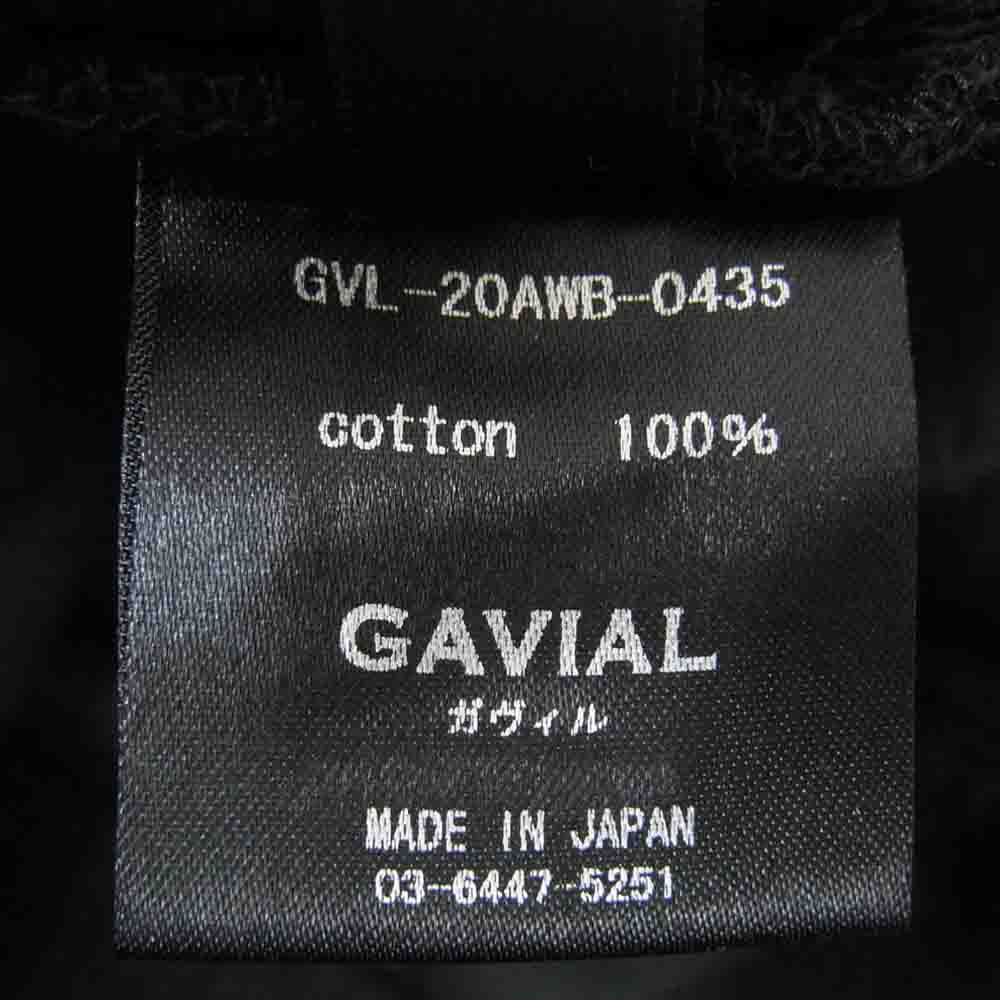 GVL-20AWB-0435
cotton 100%
GAVIAL
ガヴィル
MADE IN JAPAN
03-6447-5251